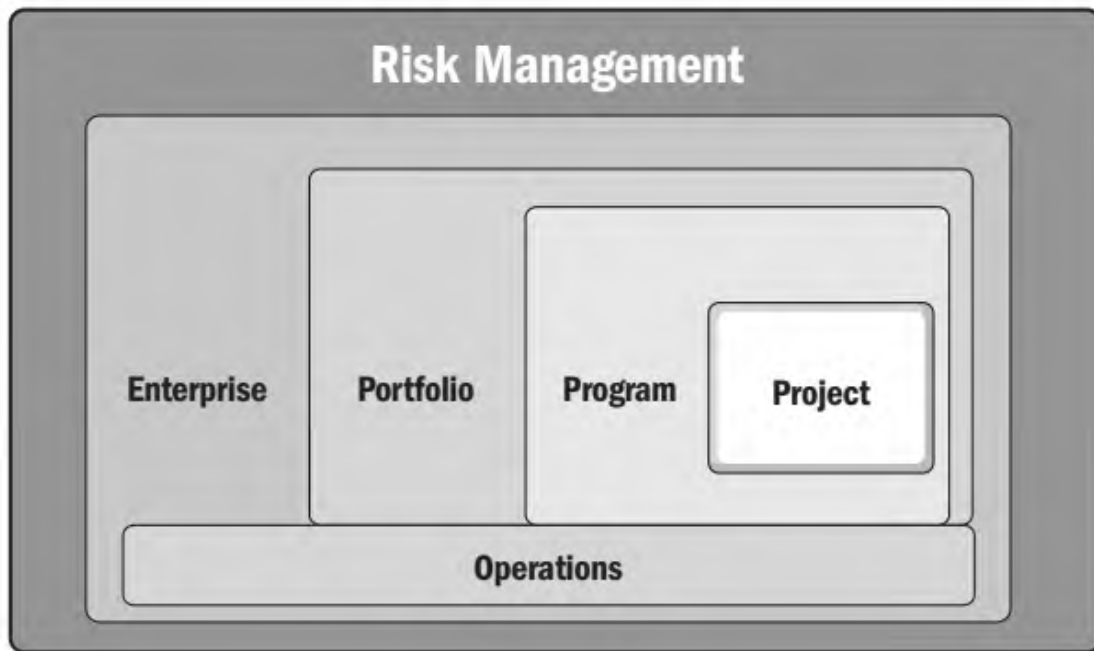 Risk Management
Enterprise
Portfolio
Program
Project
Operations